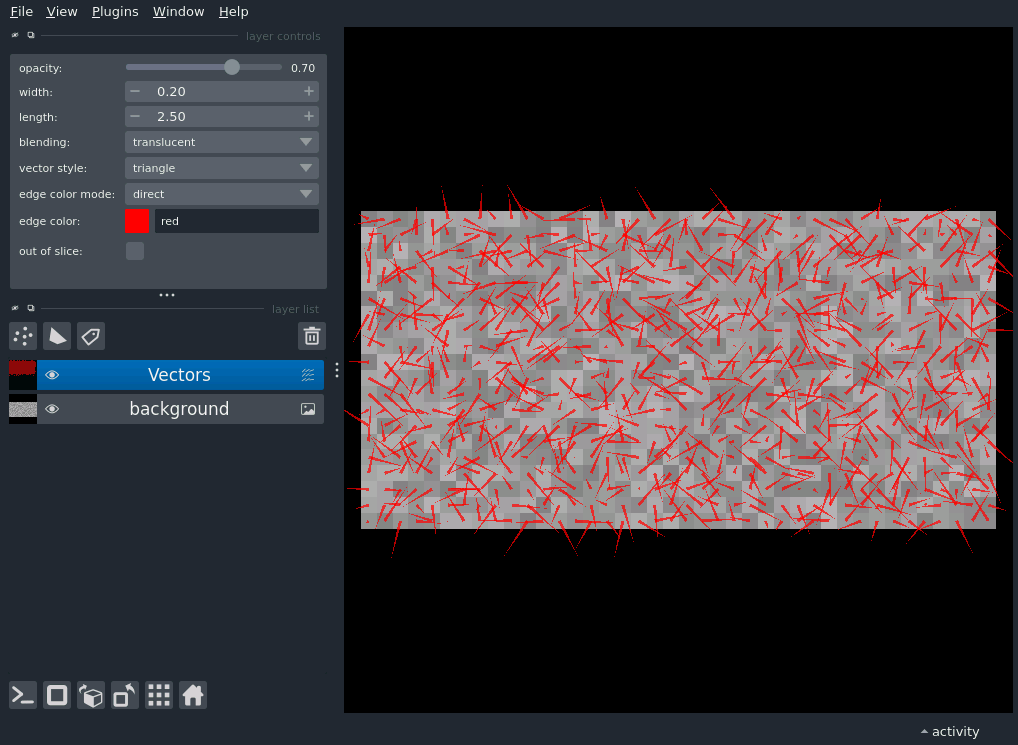 File View Plugins Window Help
layer controls
opacity: 0.70
width: 0.20
length: 2.50
blending: translucent
vector style: triangle
edge color mode: direct
edge color: red
out of slice:
layer list
Vectors
background
activity